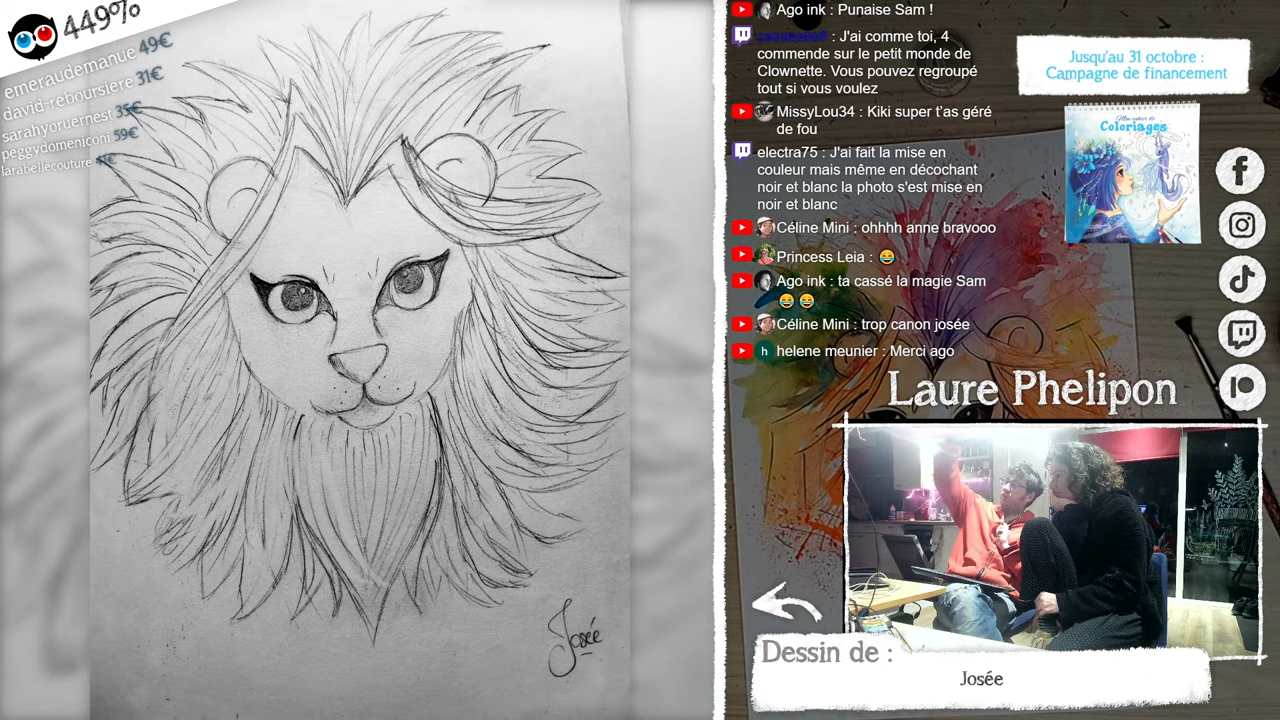 449%
emeraudemanue 49€
david-reboursiere 31€
sarahyoruernest 35€
peggydomeniconi 59€
larabellecouture
Josée
Ago ink : Punaise Sam !
zazabelle8 : J'ai comme toi, 4
commende sur le petit monde de
Clownette. Vous pouvez regroupé
tout si vous voulez
MissyLou34 : Kiki super t'as géré
de fou
electra75 : J'ai fait la mise en
couleur mais même en décochant
noir et blanc la photo s'est mise en
noir et blanc
Céline Mini : ohhhh anne bravooo
Princess Leia : 😂
Ago ink : ta cassé la magie Sam
😂 😂
Céline Mini : trop canon josée
h helene meunier : Merci ago
Jusqu'au 31 octobre :
Campagne de financement
Mon cahier de
Coloriages
Laure Phelipon
Dessin de :
Josée